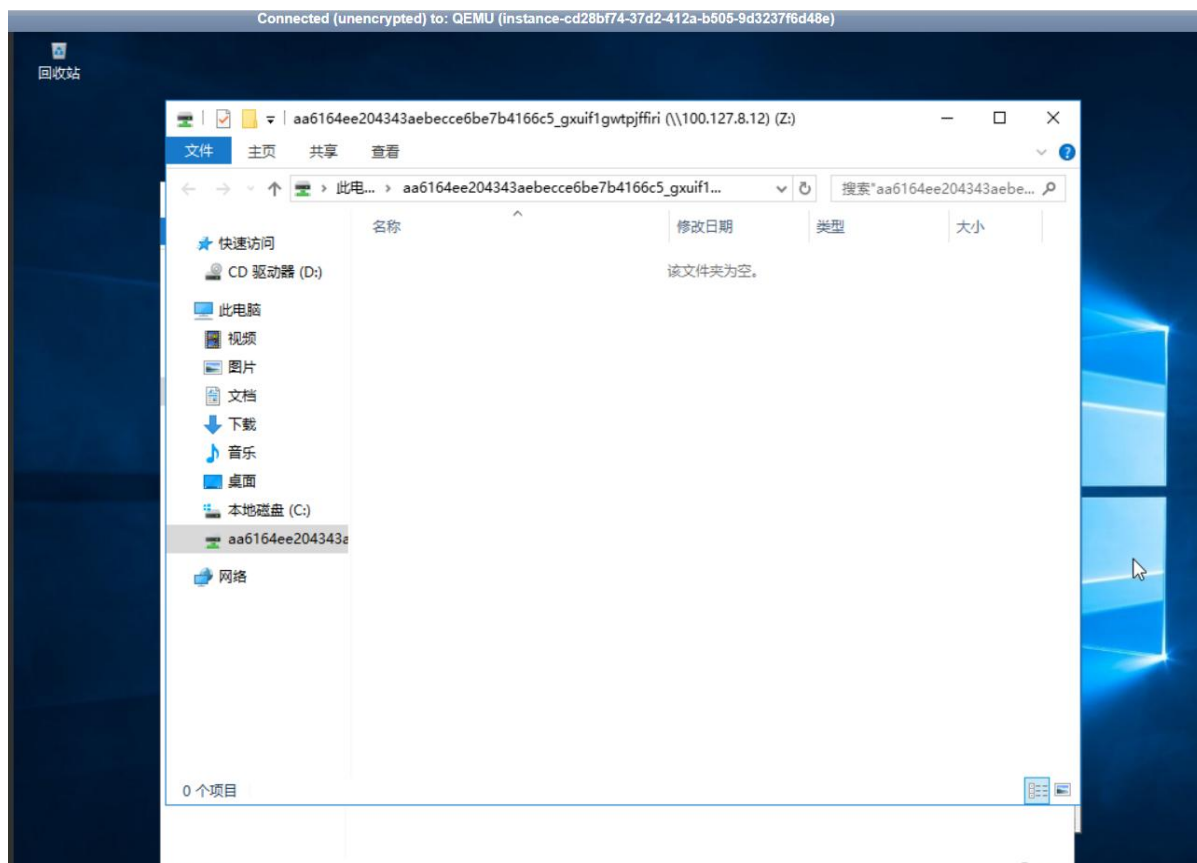 Connected (unencrypted) to: QEMU (instance-cd28bf74-37d2-412a-b505-9d3237f6d48e)
回收站
aa6164ee204343aebecce6be7b4166c5_gxuif1gwtpjffiri (\\100.127.8.12) (Z:)
文件 主页 共享 查看
此电... › aa6164ee204343aebecce6be7b4166c5_gxuif1... 搜索"aa6164ee204343aebe...
名称 修改日期 类型 大小
该文件夹为空。
快速访问
CD 驱动器 (D:)
此电脑
视频
图片
文档
下载
音乐
桌面
本地磁盘 (C:)
aa6164ee204343a
网络
0 个项目